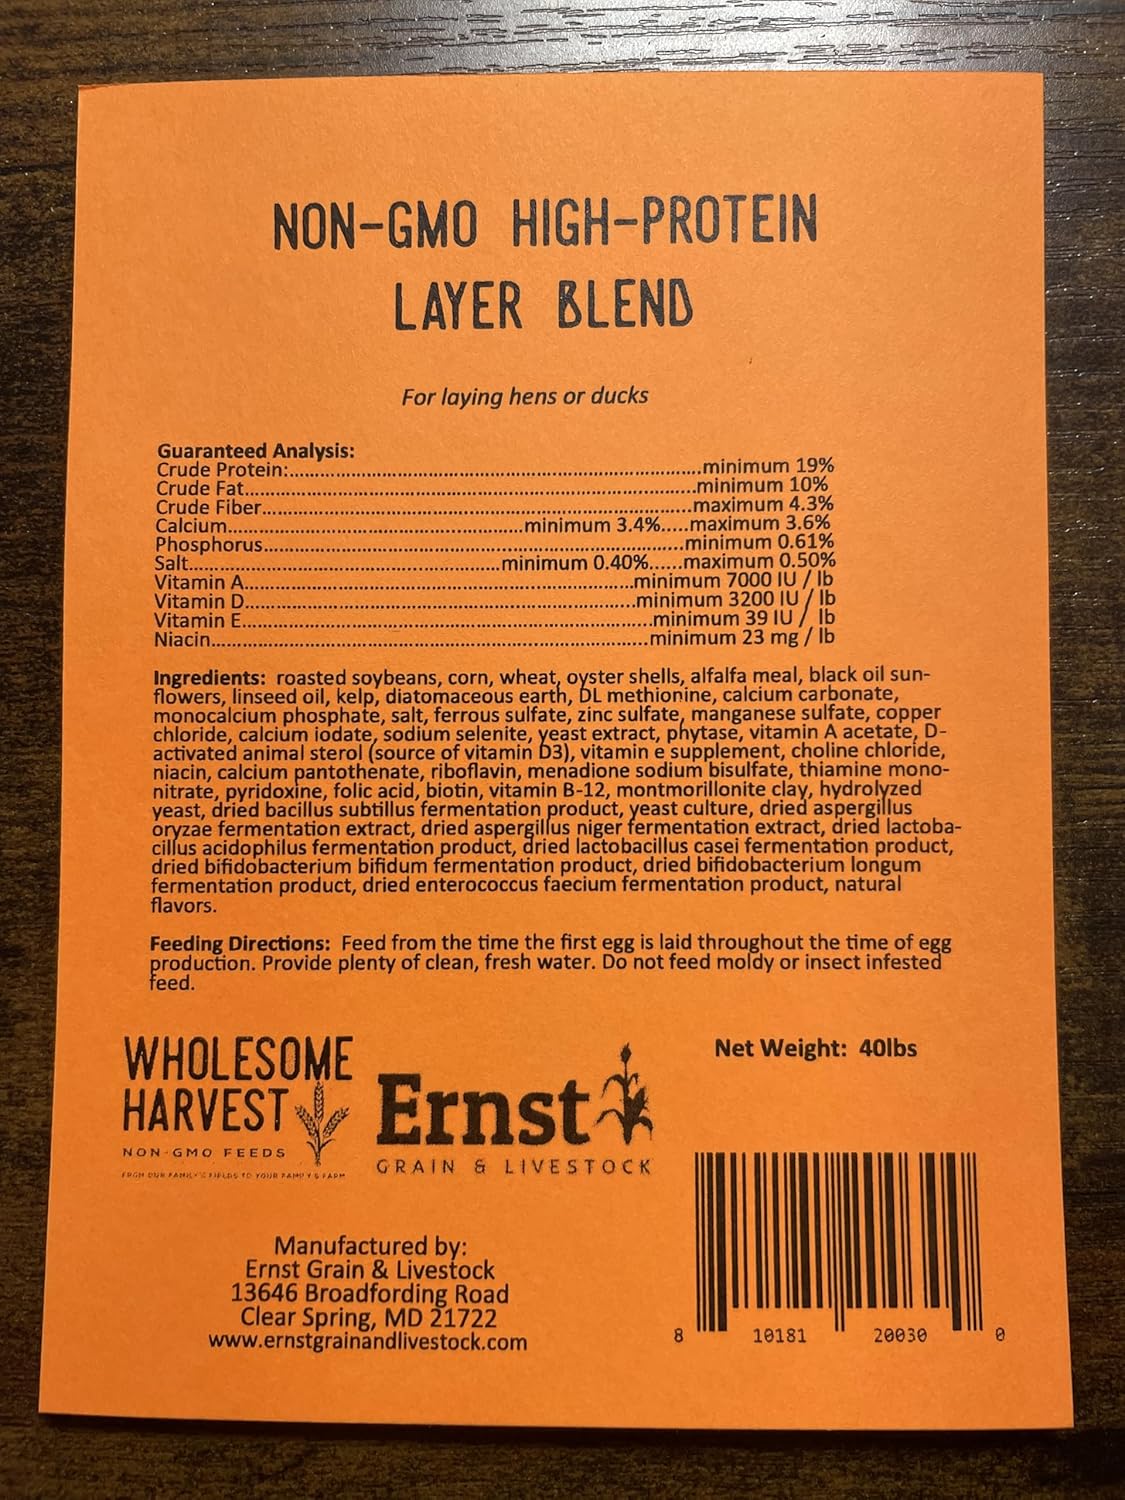 NON-GMO HIGH-PROTEIN
LAYER BLEND
For laying hens or ducks
Guaranteed Analysis:
Crude Protein:......minimum 19%
Crude Fat......minimum 10%
Crude Fiber......maximum 4.3%
Calcium......minimum 3.4%.....maximum 3.6%
Phosphorus......minimum 0.61%
Salt......minimum 0.40%......maximum 0.50%
Vitamin A......minimum 7000 IU / lb
Vitamin D......minimum 3200 IU / lb
Vitamin E......minimum 39 IU / lb
Niacin......minimum 23 mg / lb
Ingredients: roasted soybeans, corn, wheat, oyster shells, alfalfa meal, black oil sun-
flowers, linseed oil, kelp, diatomaceous earth, DL methionine, calcium carbonate,
monocalcium phosphate, salt, ferrous sulfate, zinc sulfate, manganese sulfate, copper
chloride, calcium iodate, sodium selenite, yeast extract, phytase, vitamin A acetate, D-
activated animal sterol (source of vitamin D3), vitamin e supplement, choline chloride,
niacin, calcium pantothenate, riboflavin, menadione sodium bisulfate, thiamine mono-
nitrate, pyridoxine, folic acid, biotin, vitamin B-12, montmorillonite clay, hydrolyzed
yeast, dried bacillus subtillus fermentation product, yeast culture, dried aspergillus
oryzae fermentation extract, dried aspergillus niger fermentation extract, dried lactoba-
cillus acidophilus fermentation product, dried lactobacillus casei fermentation product,
dried bifidobacterium bifidum fermentation product, dried bifidobacterium longum
fermentation product, dried enterococcus faecium fermentation product, natural
flavors.
Feeding Directions: Feed from the time the first egg is laid throughout the time of egg
production. Provide plenty of clean, fresh water. Do not feed moldy or insect infested
feed.
WHOLESOME
HARVEST
NON-GMO FEEDS
FROM OUR FAMILY'S FIELDS TO YOUR FAMILY'S FARM
Ernst
GRAIN & LIVESTOCK
Net Weight: 40lbs
Manufactured by:
Ernst Grain & Livestock
13646 Broadfording Road
Clear Spring, MD 21722
www.ernstgrainandlivestock.com
8 10181 20030 0